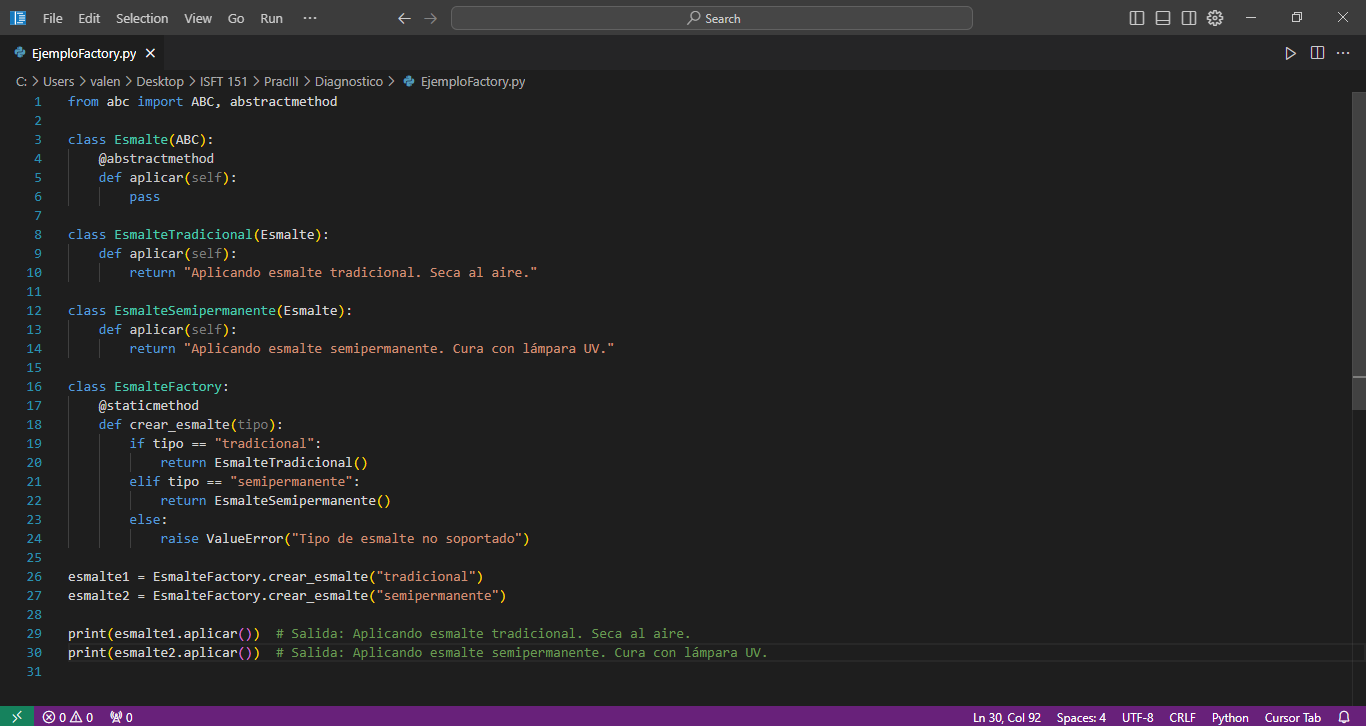 File Edit Selection View Go Run ···
Search
EjemploFactory.py
C: > Users > valen > Desktop > ISFT 151 > PracIII > Diagnostico > EjemploFactory.py
1 from abc import ABC, abstractmethod
2
3 class Esmalte(ABC):
4     @abstractmethod
5     def aplicar(self):
6         pass
7
8 class EsmalteTradicional(Esmalte):
9     def aplicar(self):
10         return "Aplicando esmalte tradicional. Seca al aire."
11
12 class EsmalteSemipermanente(Esmalte):
13     def aplicar(self):
14         return "Aplicando esmalte semipermanente. Cura con lámpara UV."
15
16 class EsmalteFactory:
17     @staticmethod
18     def crear_esmalte(tipo):
19         if tipo == "tradicional":
20             return EsmalteTradicional()
21         elif tipo == "semipermanente":
22             return EsmalteSemipermanente()
23         else:
24             raise ValueError("Tipo de esmalte no soportado")
25
26 esmalte1 = EsmalteFactory.crear_esmalte("tradicional")
27 esmalte2 = EsmalteFactory.crear_esmalte("semipermanente")
28
29 print(esmalte1.aplicar())  # Salida: Aplicando esmalte tradicional. Seca al aire.
30 print(esmalte2.aplicar())  # Salida: Aplicando esmalte semipermanente. Cura con lámpara UV.
31
0 0 0 Ln 30, Col 92 Spaces: 4 UTF-8 CRLF Python Cursor Tab